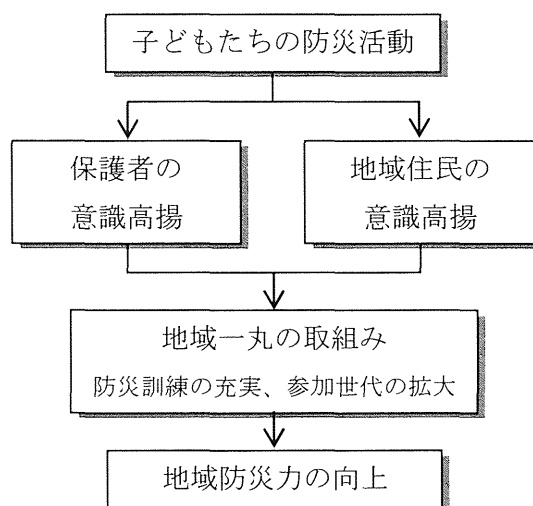 子どもたちの防災活動
保護者の
意識高揚
地域住民の
意識高揚
地域一丸の取組み
防災訓練の充実、参加世代の拡大
地域防災力の向上